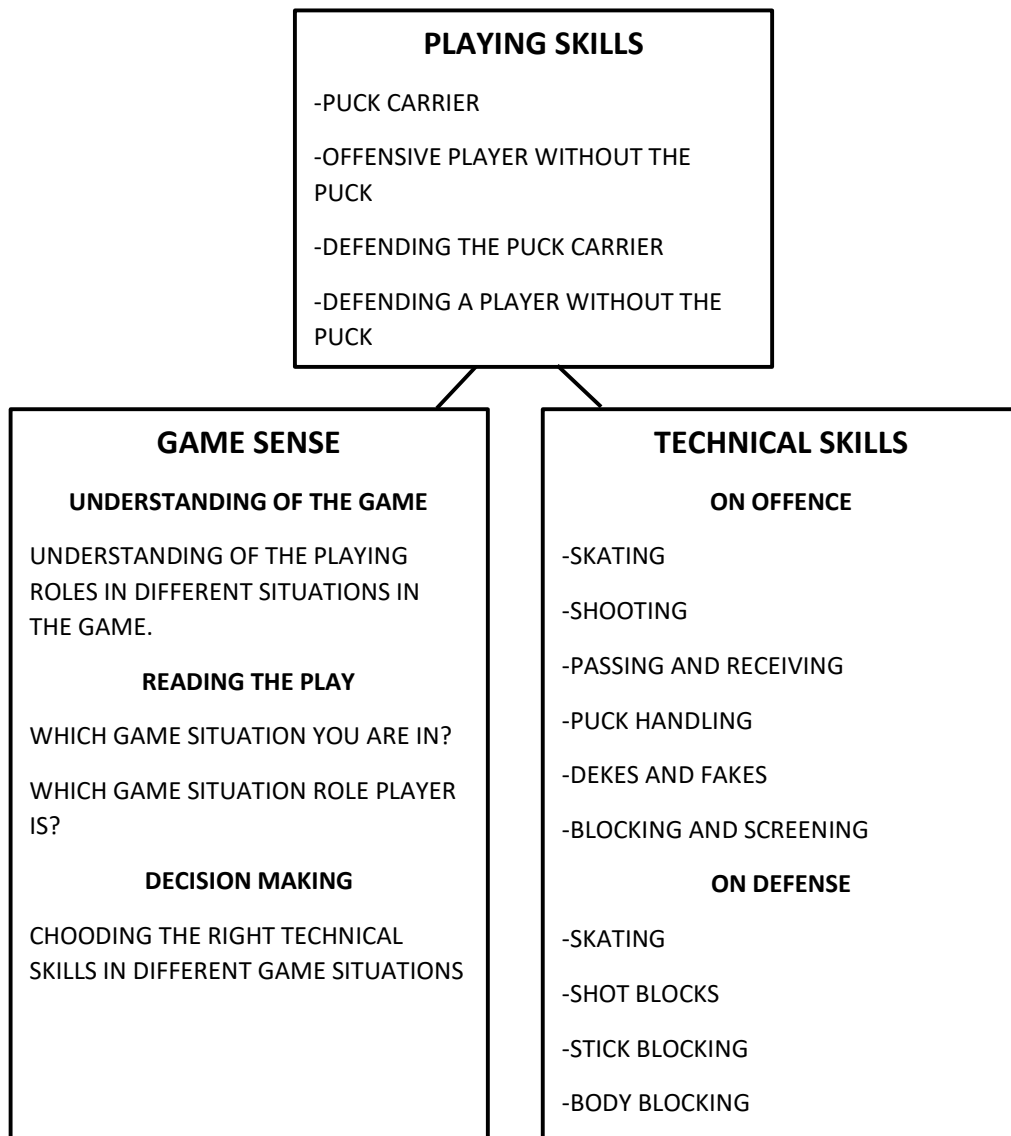 PLAYING SKILLS
-PUCK CARRIER
-OFFENSIVE PLAYER WITHOUT THE
PUCK
-DEFENDING THE PUCK CARRIER
-DEFENDING A PLAYER WITHOUT THE
PUCK
GAME SENSE
UNDERSTANDING OF THE GAME
UNDERSTANDING OF THE PLAYING
ROLES IN DIFFERENT SITUATIONS IN
THE GAME.
READING THE PLAY
WHICH GAME SITUATION YOU ARE IN?
WHICH GAME SITUATION ROLE PLAYER
IS?
DECISION MAKING
CHOODING THE RIGHT TECHNICAL
SKILLS IN DIFFERENT GAME SITUATIONS
TECHNICAL SKILLS
ON OFFENCE
-SKATING
-SHOOTING
-PASSING AND RECEIVING
-PUCK HANDLING
-DEKES AND FAKES
-BLOCKING AND SCREENING
ON DEFENSE
-SKATING
-SHOT BLOCKS
-STICK BLOCKING
-BODY BLOCKING